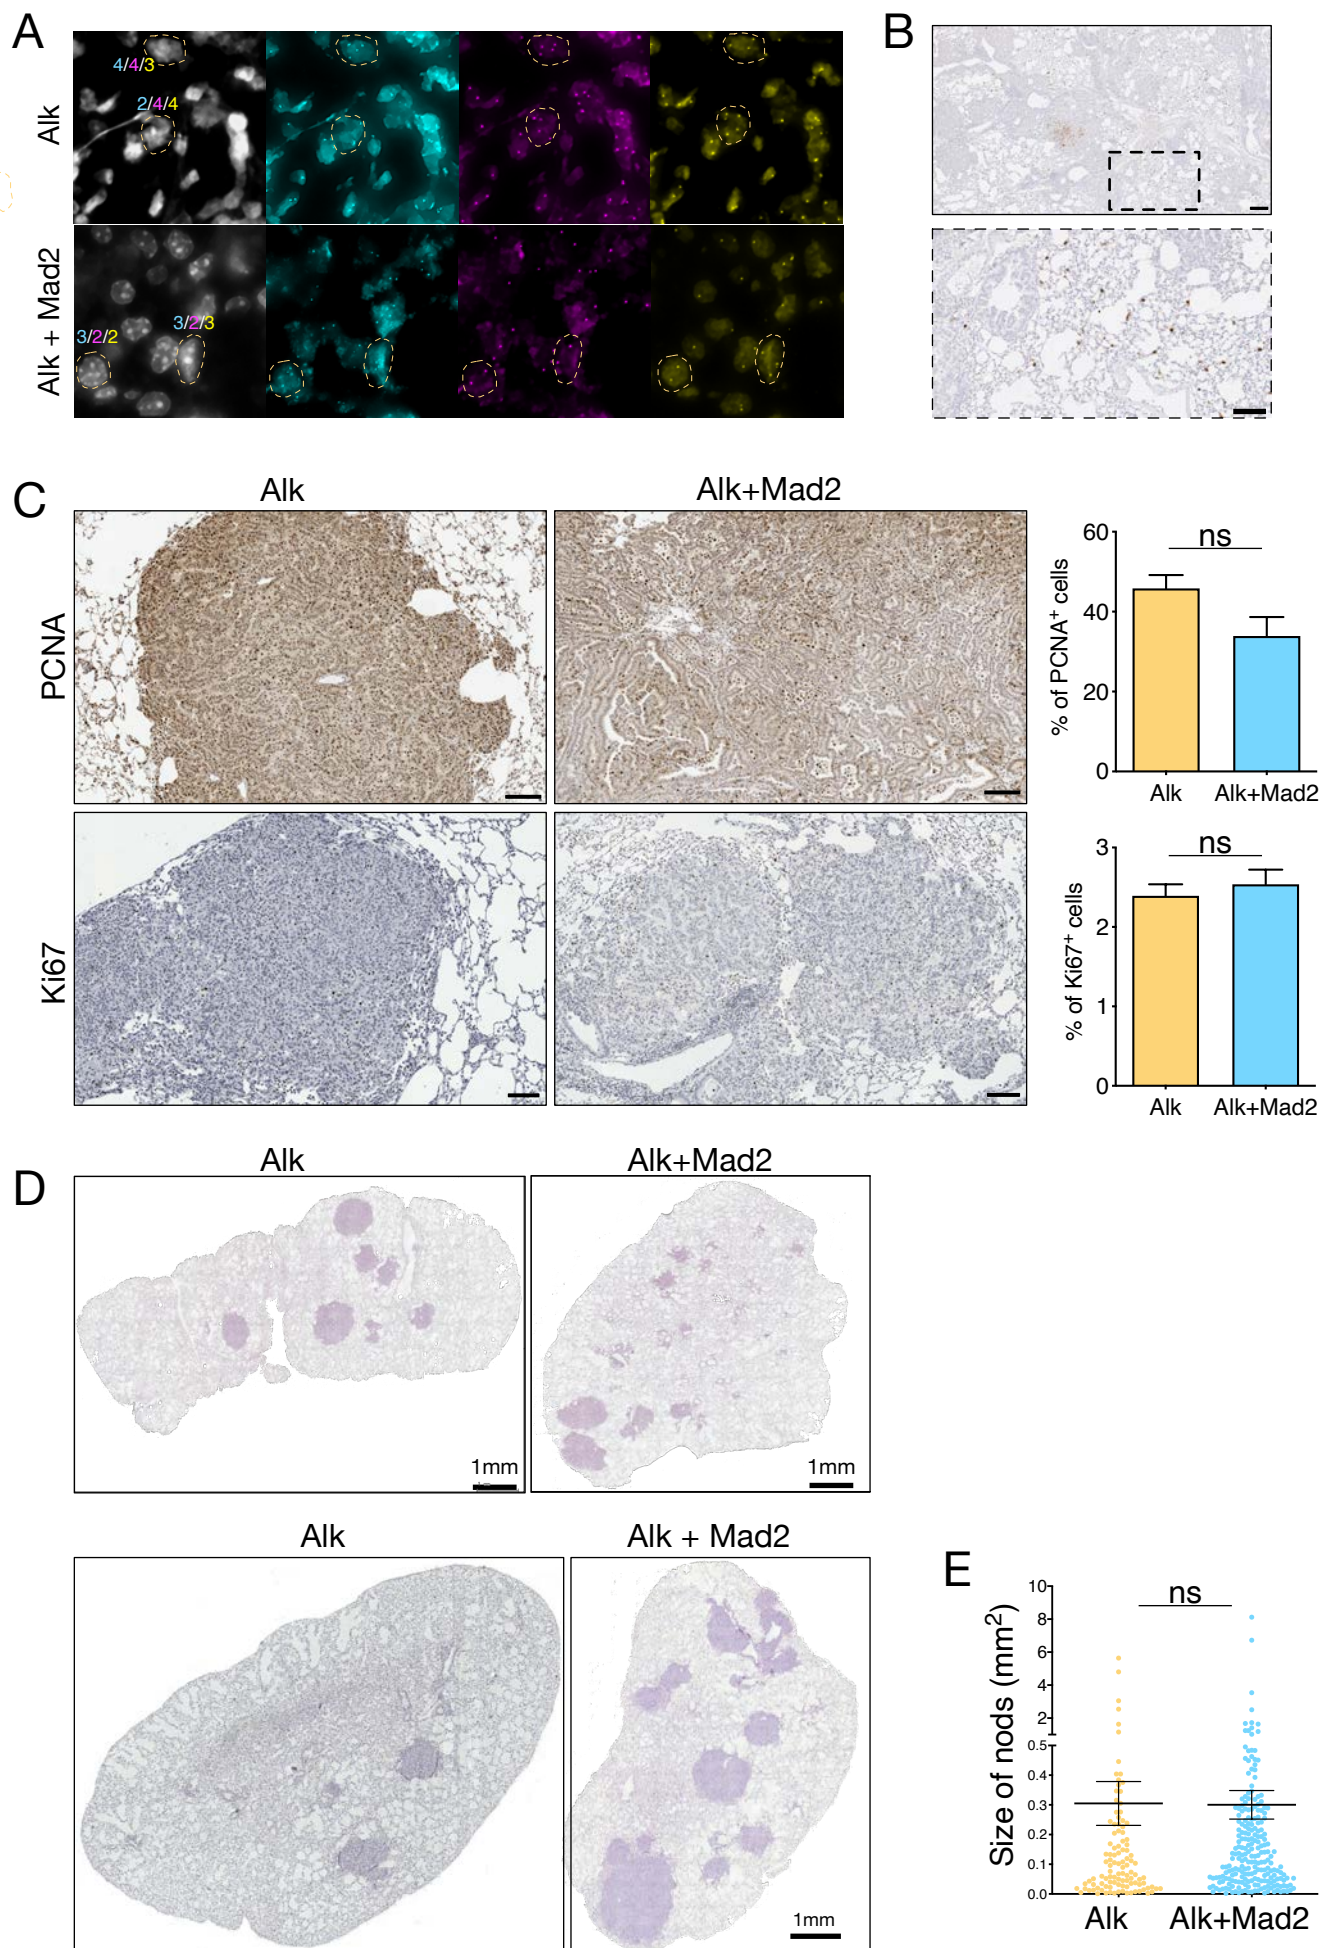 A
B
Alk
4/4/3
2/4/4
Alk + Mad2
3/2/2
3/2/3
C
Alk
Alk+Mad2
PCNA
Ki67
% of PCNA+ cells
60
40
20
0
ns
Alk
Alk+Mad2
% of Ki67+ cells
3
2
1
0
ns
Alk
Alk+Mad2
D
Alk
Alk+Mad2
1mm
1mm
Alk
Alk + Mad2
1mm
E
Size of nods (mm²)
10
8
6
4
2
0.5
0.4
0.3
0.2
0.1
0.0
ns
Alk
Alk+Mad2